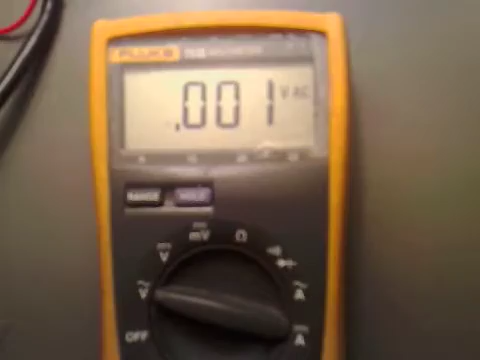 FLUKE
.001 V AC
RANGE HOLD
mV Ω
V
V A
OFF A